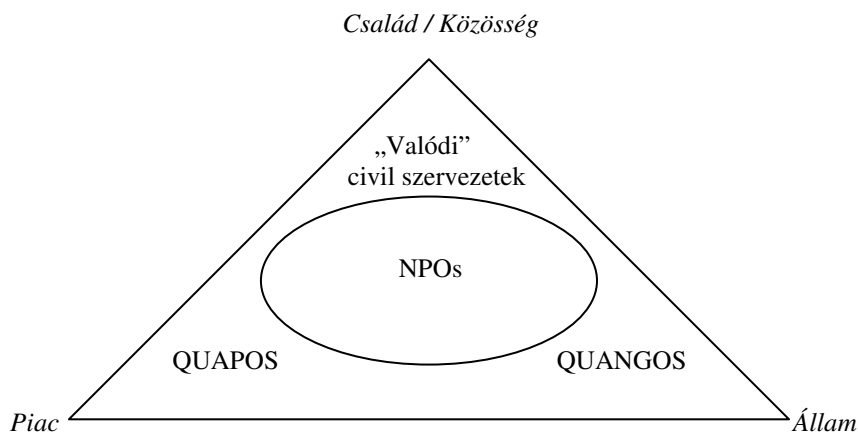 Család / Közösség
„Valódi”
civil szervezetek
NPOs
QUAPOS
QUANGOS
Piac
Állam